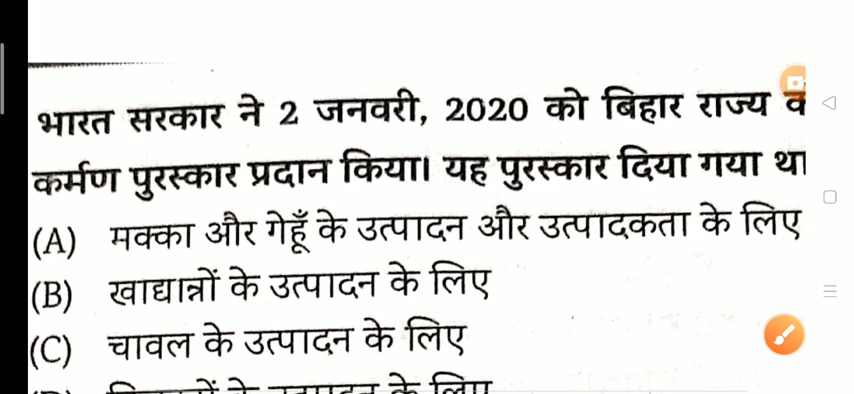 भारत सरकार ने 2 जनवरी, 2020 को बिहार राज्य
कर्मण पुरस्कार प्रदान किया। यह पुरस्कार दिया गया था
(A) मक्का और गेहूँ के उत्पादन और उत्पादकता के लिए
(B) खाद्यान्नों के उत्पादन के लिए
(C) चावल के उत्पादन के लिए
के लिए